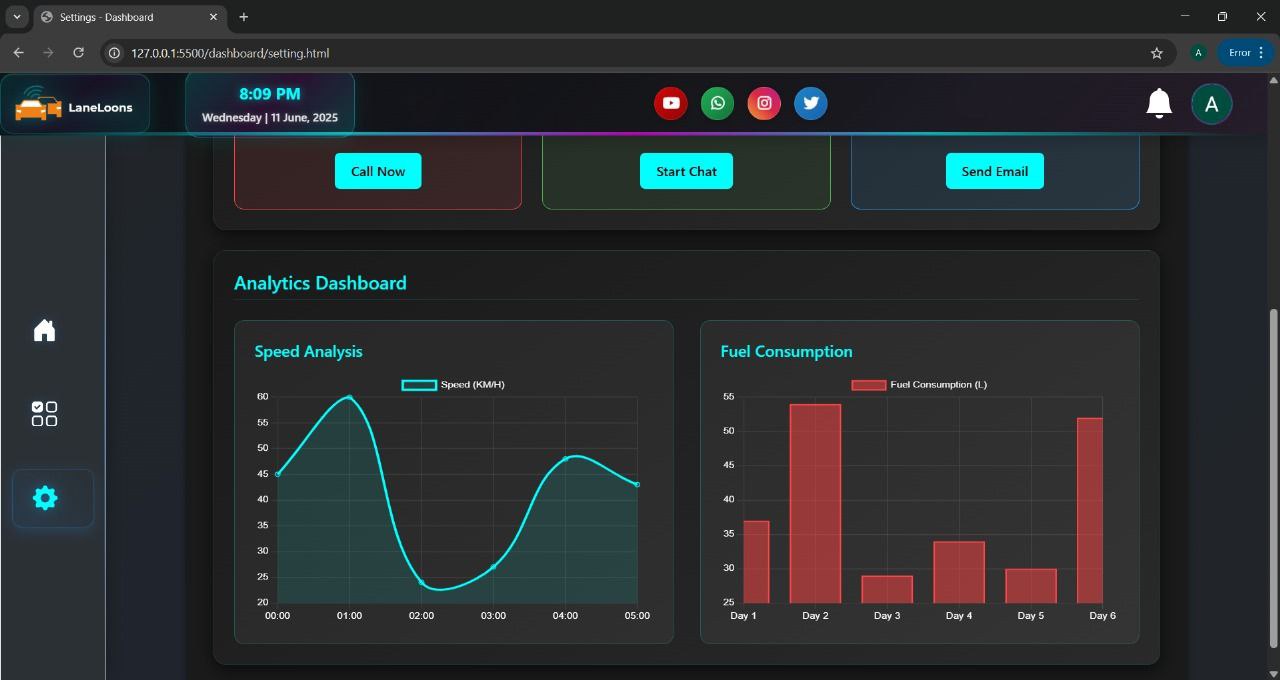 Settings - Dashboard
127.0.0.1:5500/dashboard/setting.html
A
Error
LaneLoons
8:09 PM
Wednesday | 11 June, 2025
A
Call Now
Start Chat
Send Email
Analytics Dashboard
Speed Analysis
Speed (KM/H)
60
55
50
45
40
35
30
25
20
00:00 01:00 02:00 03:00 04:00 05:00
Fuel Consumption
Fuel Consumption (L)
55
50
45
40
35
30
25
Day 1 Day 2 Day 3 Day 4 Day 5 Day 6